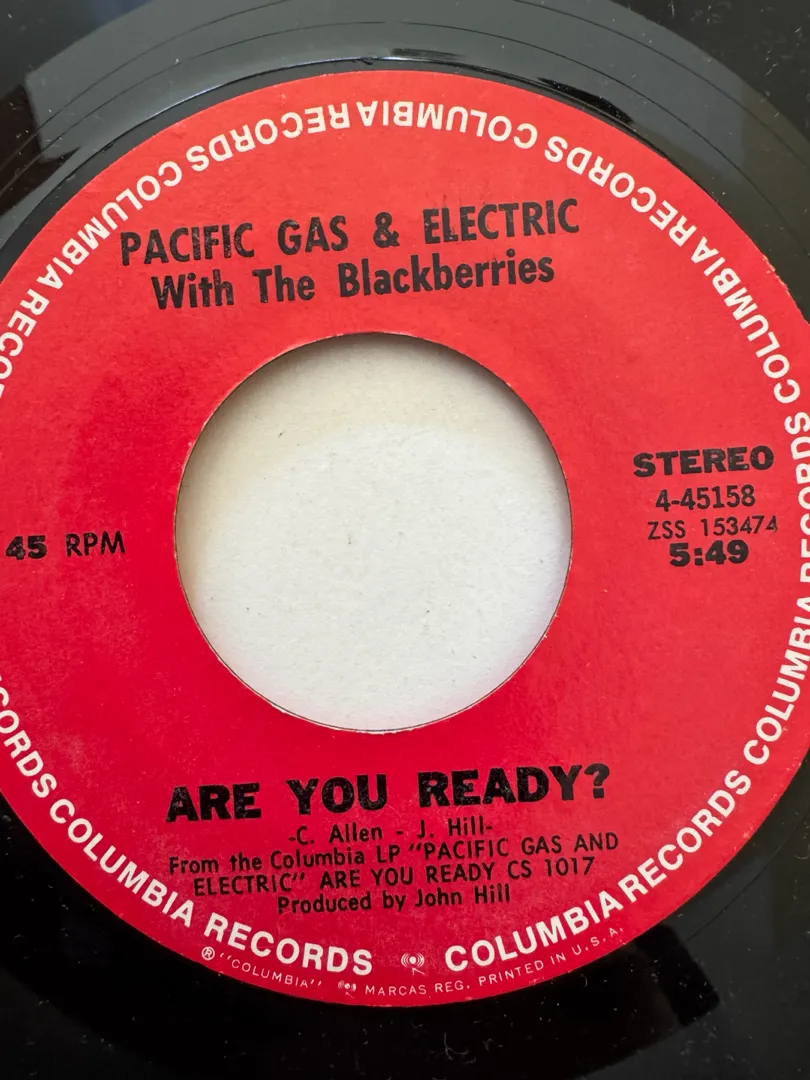 COLUMBIA RECORDS COLUMBIA RECORDS COLUMBIA RECORDS COLUMBIA RECORDS COLUMBIA RECORDS COLUMBIA RECORDS
PACIFIC GAS & ELECTRIC
With The Blackberries
45 RPM
STEREO
4-45158
ZSS 153474
5:49
ARE YOU READY?
-C. Allen - J. Hill-
From the Columbia LP "PACIFIC GAS AND
ELECTRIC" ARE YOU READY CS 1017
Produced by John Hill
® "COLUMBIA" MARCAS REG. PRINTED IN U.S.A.